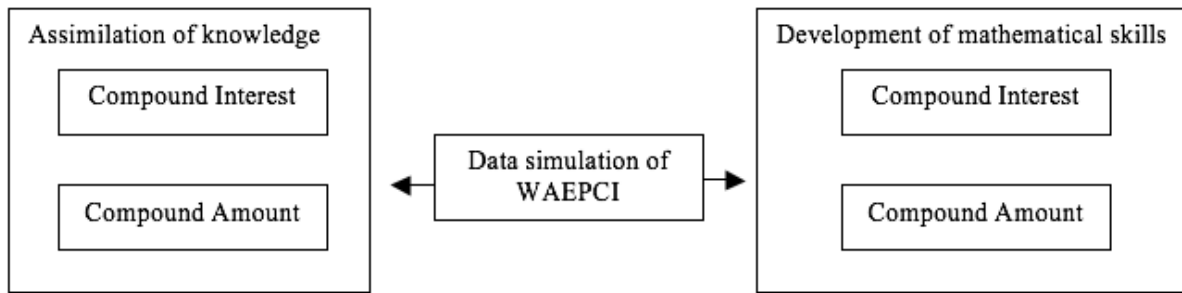 Assimilation of knowledge
Compound Interest
Compound Amount
Data simulation of
WAEPCI
Development of mathematical skills
Compound Interest
Compound Amount